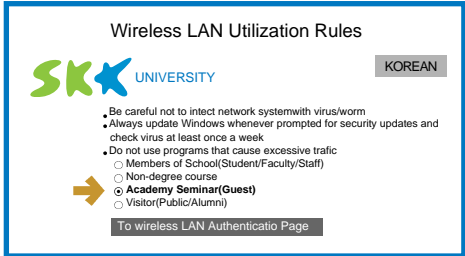 Wireless LAN Utilization Rules
KOREAN
SKK UNIVERSITY
Be careful not to intect network systemwith virus/worm
Always update Windows whenever prompted for security updates and
check virus at least once a week
Do not use programs that cause excessive trafic
Members of School(Student/Faculty/Staff)
Non-degree course
Academy Seminar(Guest)
Visitor(Public/Alumni)
To wireless LAN Authenticatio Page